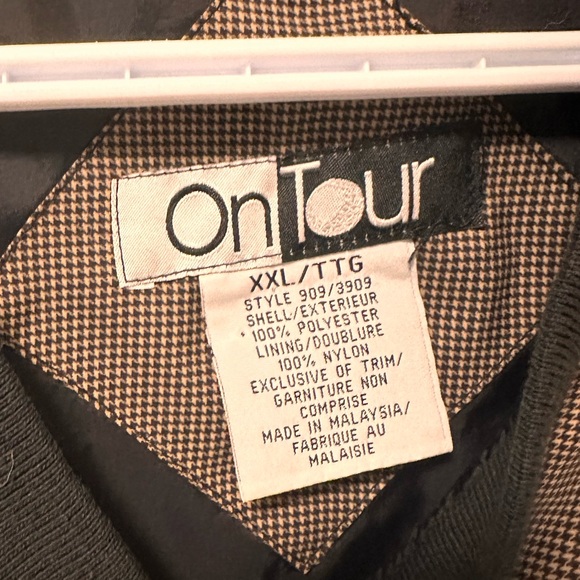 OnTour
XXL/TTG
STYLE 909/3909
SHELL/EXTERIEUR
100% POLYESTER
LINING/DOUBLURE
100% NYLON
EXCLUSIVE OF TRIM/
GARNITURE NON
COMPRISE
MADE IN MALAYSIA/
FABRIQUE AU
MALAISIE